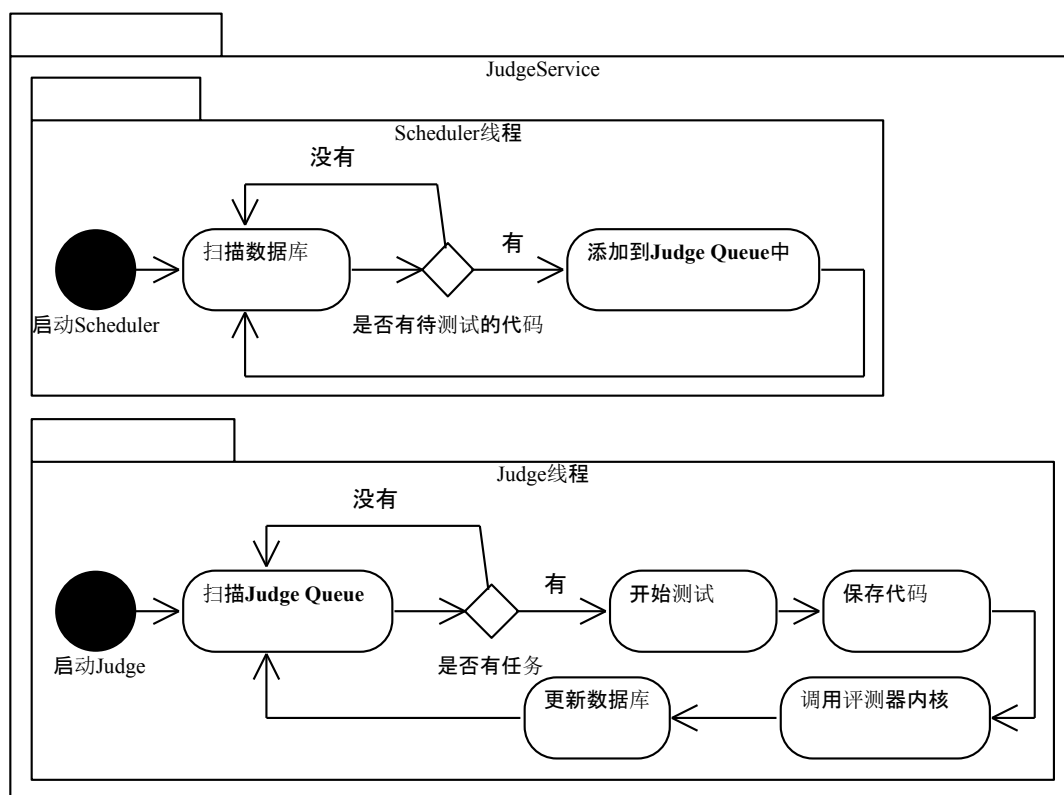 JudgeService
Scheduler线程
没有
扫描数据库
有
添加到Judge Queue中
启动Scheduler
是否有待测试的代码
Judge线程
没有
扫描Judge Queue
有
开始测试
保存代码
启动Judge
是否有任务
更新数据库
调用评测器内核